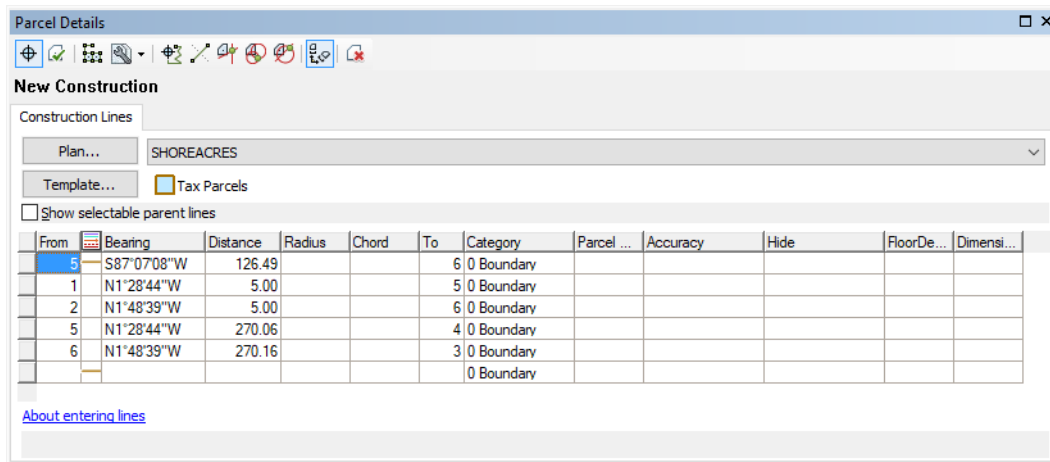 Parcel Details
New Construction
Construction Lines
Plan... SHOREACRES
Template... Tax Parcels
Show selectable parent lines
From Bearing Distance Radius Chord To Category Parcel ... Accuracy Hide FloorDe... Dimensi...
5 S87°07'08"W 126.49 6 0 Boundary
1 N1°28'44"W 5.00 5 0 Boundary
2 N1°48'39"W 5.00 6 0 Boundary
5 N1°28'44"W 270.06 4 0 Boundary
6 N1°48'39"W 270.16 3 0 Boundary
0 Boundary
About entering lines